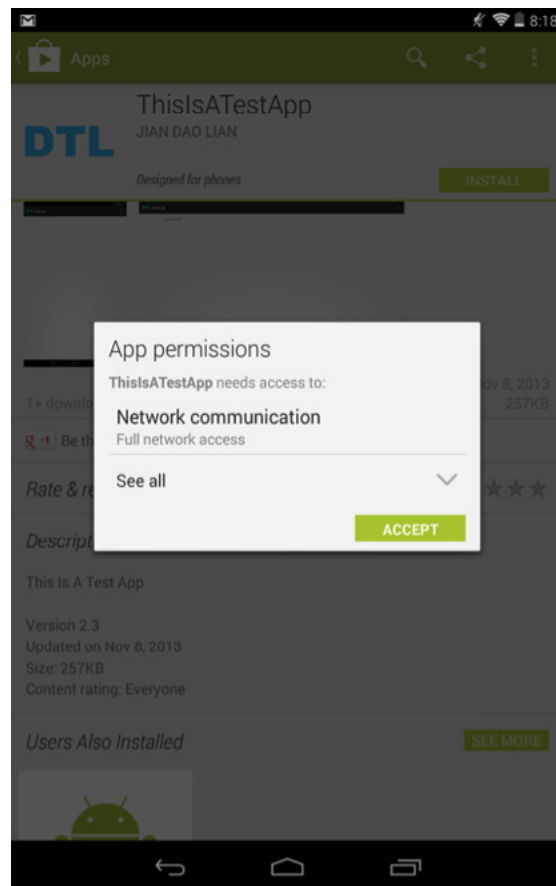 8:18
Apps
ThisIsATestApp
JIAN DAO LIAN
DTL
Designed for phones
INSTALL
App permissions
ThisIsATestApp needs access to:
Network communication
Full network access
See all
ACCEPT
Nov 8, 2013
1+ downlo
257KB
+1 Be th
Rate & re
Descript
This Is A Test App
Version 2.3
Updated on Nov 8, 2013
Size: 257KB
Content rating: Everyone
Users Also Installed
SEE MORE